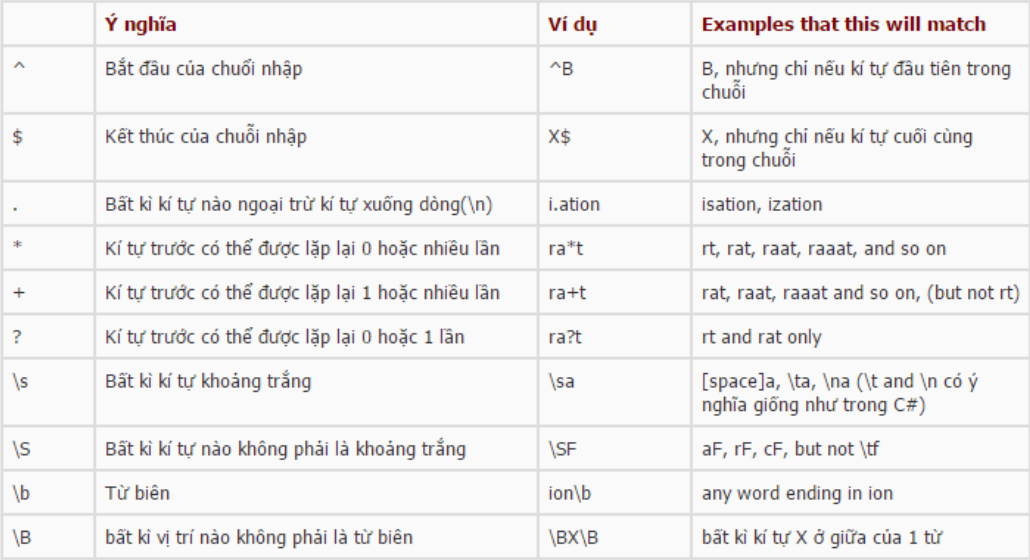 Ý nghĩa Ví dụ Examples that this will match
^ Bắt đầu của chuỗi nhập ^B B, nhưng chỉ nếu kí tự đầu tiên trong
chuỗi
$ Kết thúc của chuỗi nhập X$ X, nhưng chỉ nếu kí tự cuối cùng
trong chuỗi
. Bất kì kí tự nào ngoại trừ kí tự xuống dòng(\n) i.ation isation, ization
* Kí tự trước có thể được lặp lại 0 hoặc nhiều lần ra*t rt, rat, raat, raaat, and so on
+ Kí tự trước có thể được lặp lại 1 hoặc nhiều lần ra+t rat, raat, raaat and so on, (but not rt)
? Kí tự trước có thể được lặp lại 0 hoặc 1 lần ra?t rt and rat only
\s Bất kì kí tự khoảng trắng \sa [space]a, \ta, \na (\t and \n có ý
nghĩa giống như trong C#)
\S Bất kì kí tự nào không phải là khoảng trắng \SF aF, rF, cF, but not \tf
\b Từ biên ion\b any word ending in ion
\B bất kì vị trí nào không phải là từ biên \BX\B bất kì kí tự X ở giữa của 1 từ